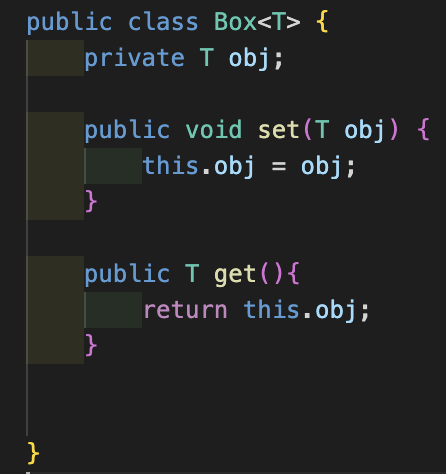 public class Box<T> {
    private T obj;

    public void set(T obj) {
        this.obj = obj;
    }

    public T get(){
        return this.obj;
    }



}